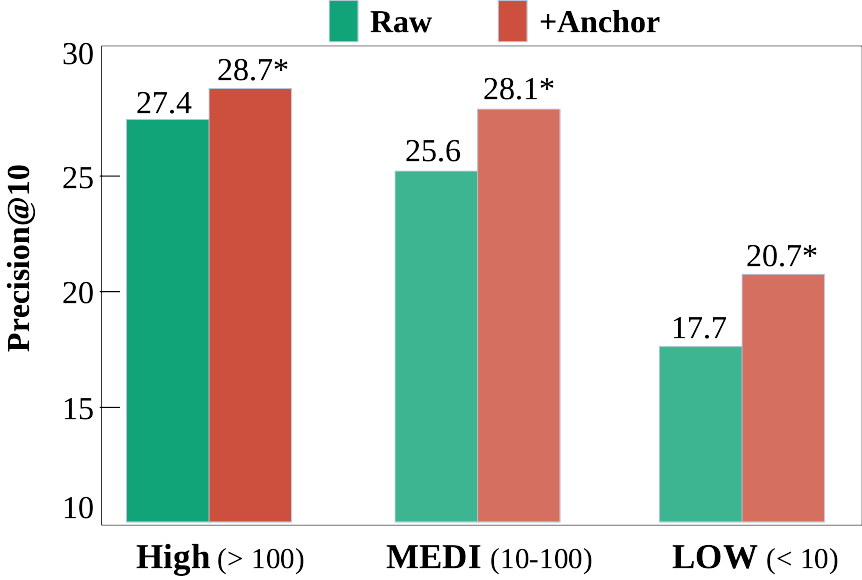 Raw +Anchor
Precision@10
30
25
20
15
10
27.4 28.7*
25.6 28.1*
17.7 20.7*
High (> 100) MEDI (10-100) LOW (< 10)